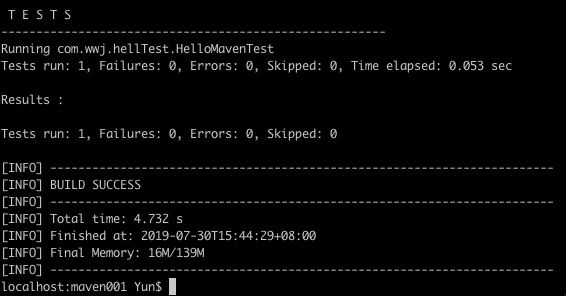 T E S T S
-------------------------------------------------------
Running com.wwj.hellTest.HelloMavenTest
Tests run: 1, Failures: 0, Errors: 0, Skipped: 0, Time elapsed: 0.053 sec
Results :
Tests run: 1, Failures: 0, Errors: 0, Skipped: 0
[INFO] ------------------------------------------------------------------------
[INFO] BUILD SUCCESS
[INFO] ------------------------------------------------------------------------
[INFO] Total time: 4.732 s
[INFO] Finished at: 2019-07-30T15:44:29+08:00
[INFO] Final Memory: 16M/139M
[INFO] ------------------------------------------------------------------------
localhost:maven001 Yun$